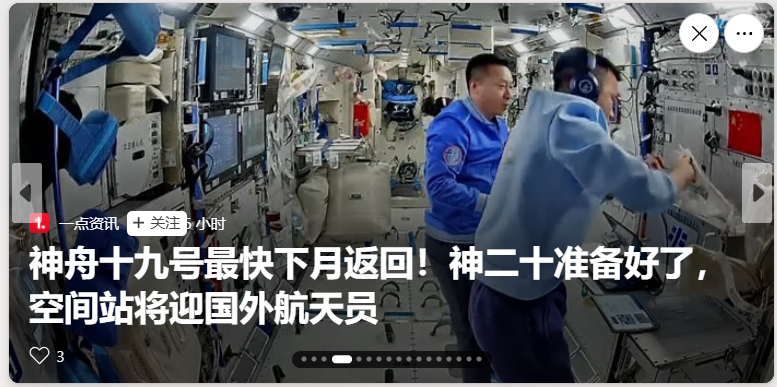 1.
一点资讯
+ 关注
5 小时
神舟十九号最快下月返回！神二十准备好了，
空间站将迎国外航天员
3